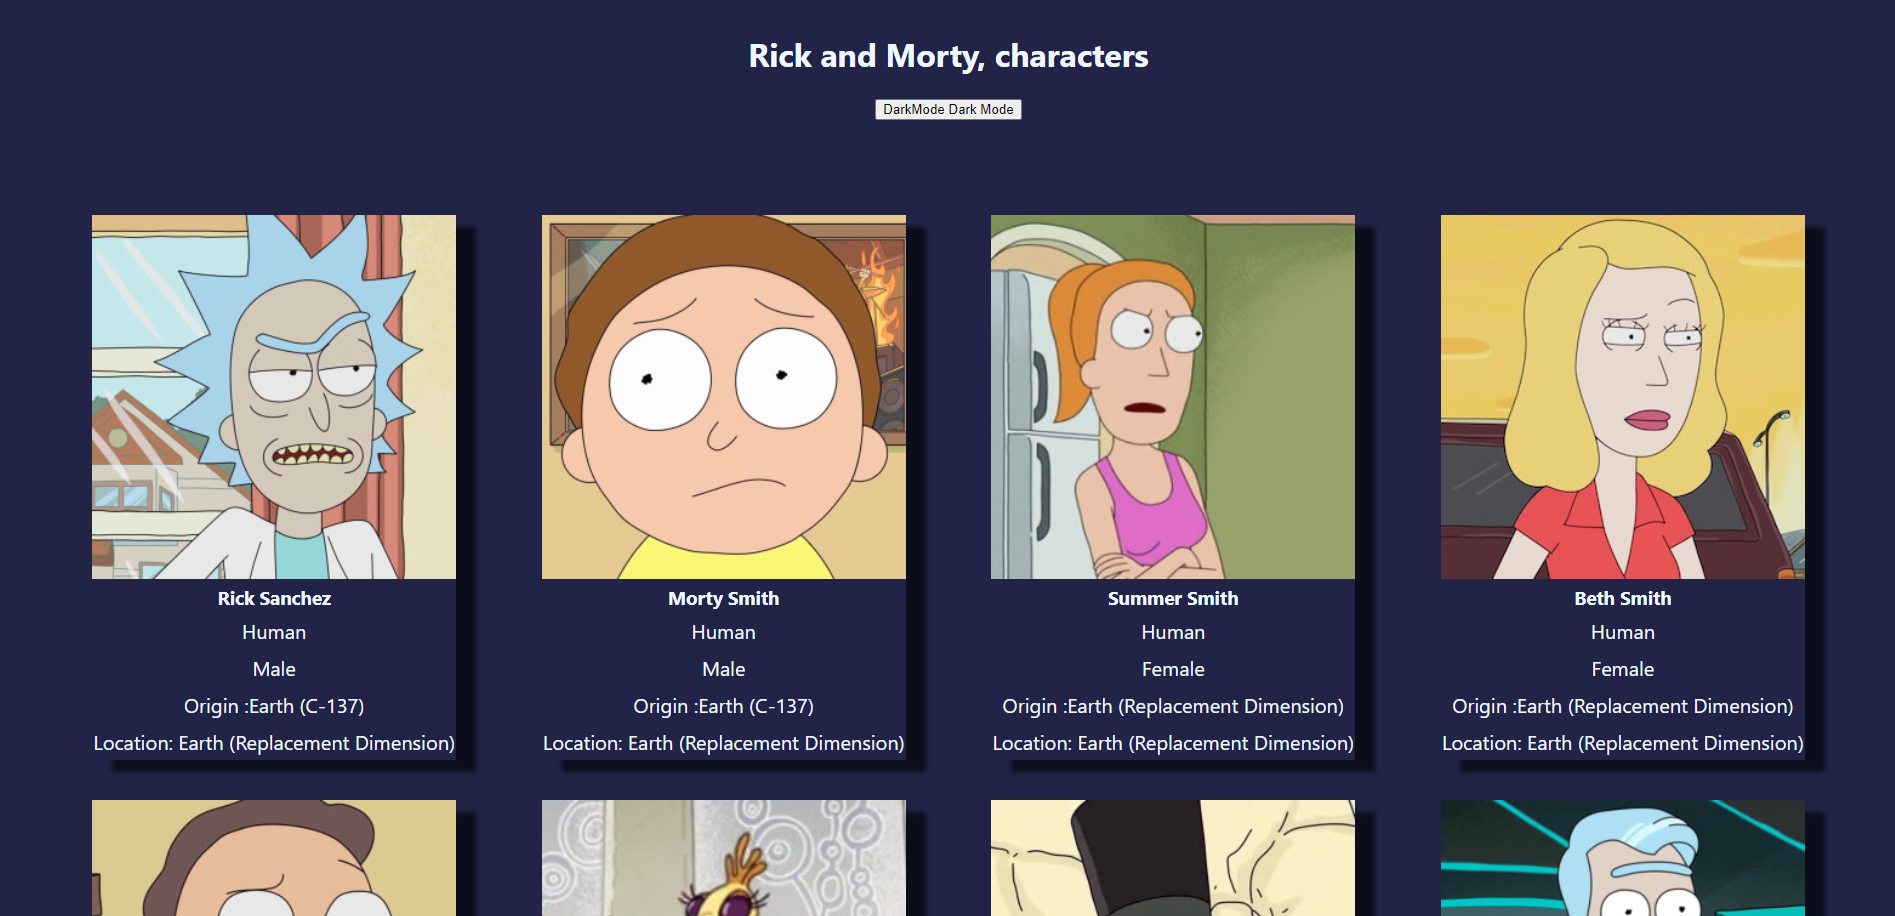 Rick and Morty, characters
DarkMode Dark Mode
Rick Sanchez
Human
Male
Origin :Earth (C-137)
Location: Earth (Replacement Dimension)
Morty Smith
Human
Male
Origin :Earth (C-137)
Location: Earth (Replacement Dimension)
Summer Smith
Human
Female
Origin :Earth (Replacement Dimension)
Location: Earth (Replacement Dimension)
Beth Smith
Human
Female
Origin :Earth (Replacement Dimension)
Location: Earth (Replacement Dimension)